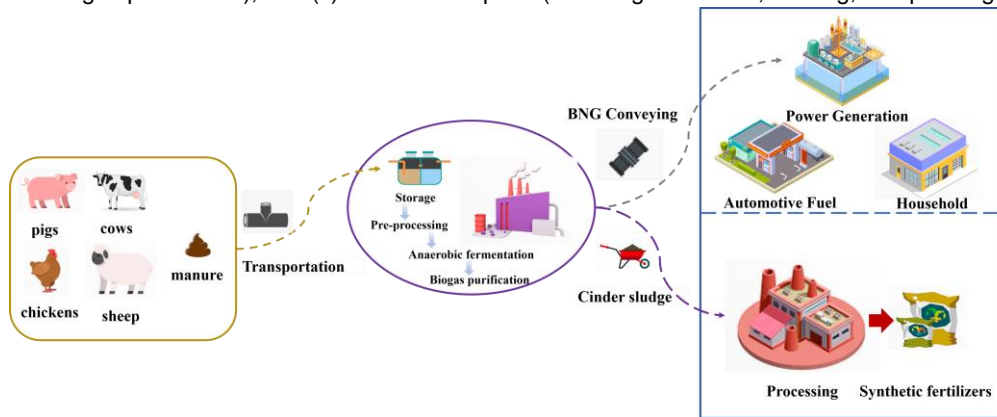 BNG Conveying
Power Generation
Automotive Fuel
Household
pigs
cows
chickens
sheep
manure
Transportation
Storage
Pre-processing
Anaerobic fermentation
Biogas purification
Cinder sludge
Processing
Synthetic fertilizers